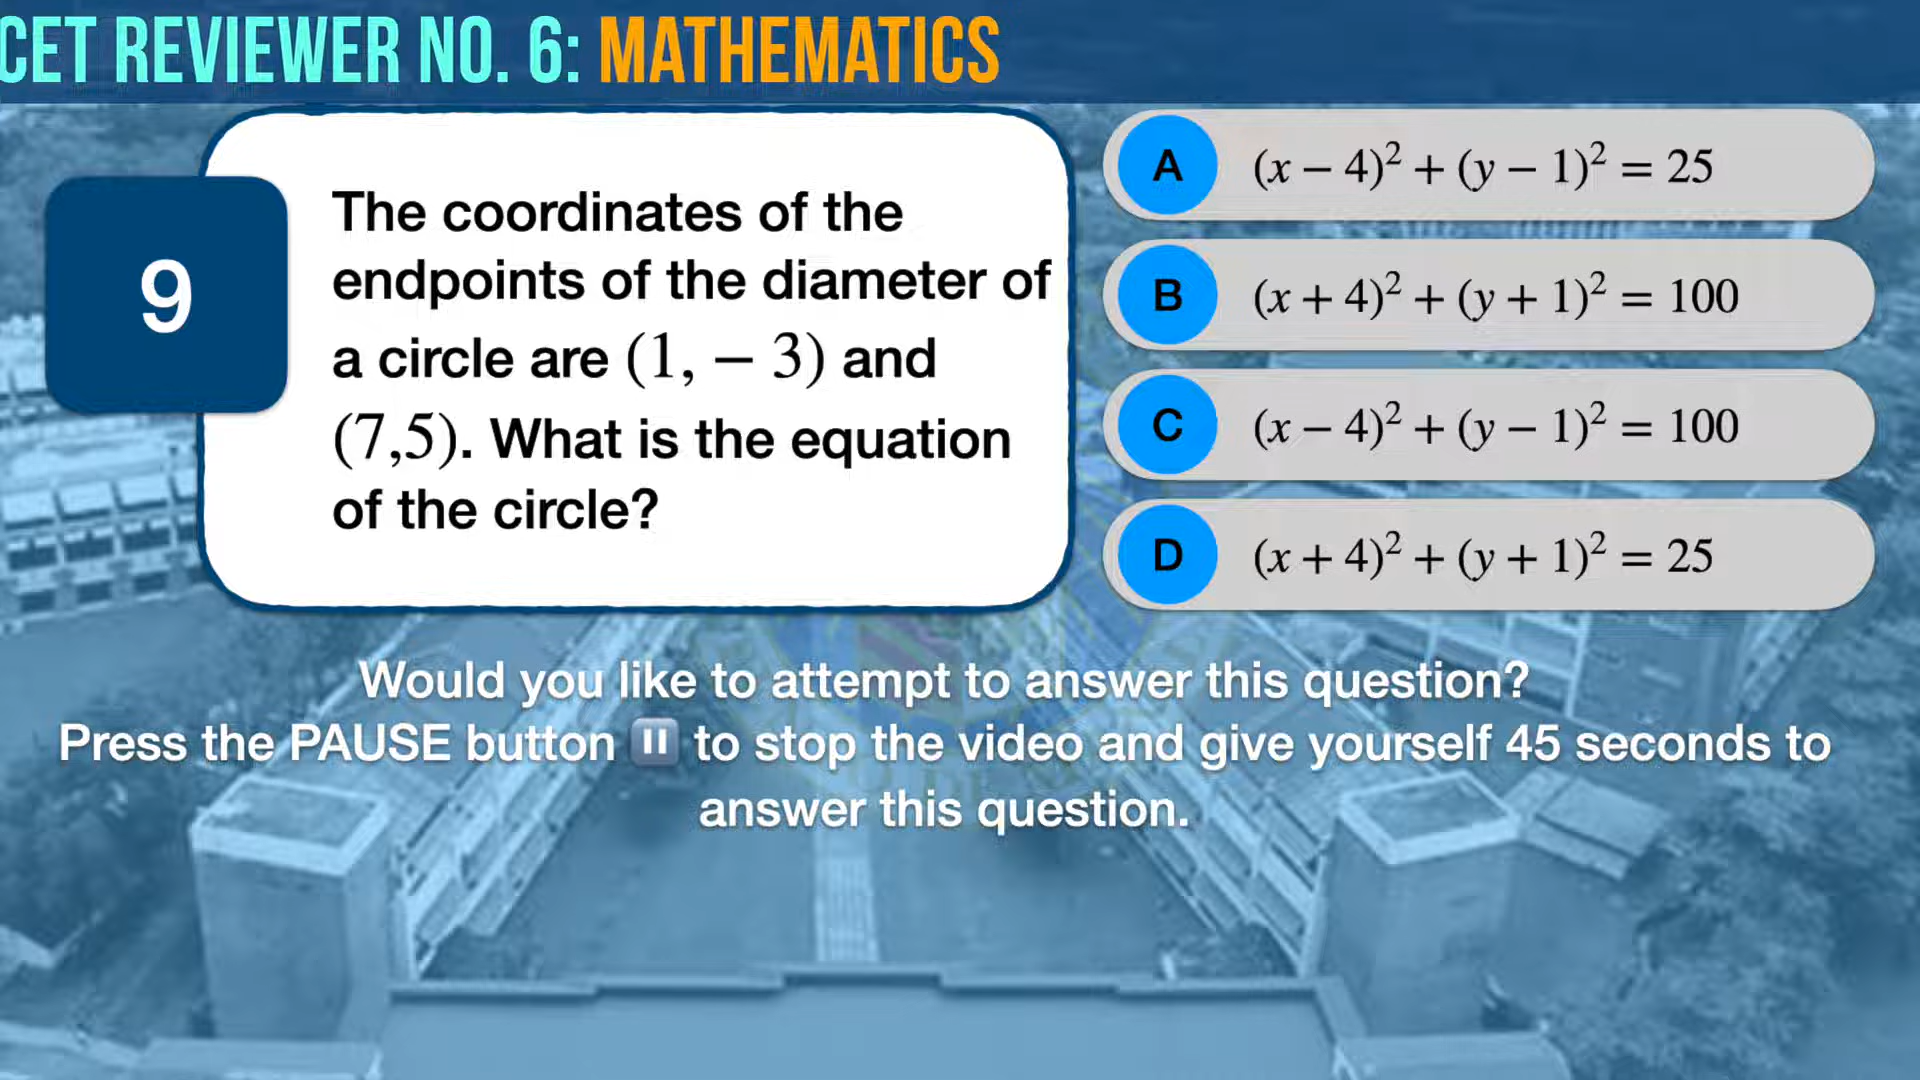 CET REVIEWER NO. 6: MATHEMATICS
9
The coordinates of the
endpoints of the diameter of
a circle are (1, − 3) and
(7,5). What is the equation
of the circle?
A (x − 4)² + (y − 1)² = 25
B (x + 4)² + (y + 1)² = 100
C (x − 4)² + (y − 1)² = 100
D (x + 4)² + (y + 1)² = 25
Would you like to attempt to answer this question?
Press the PAUSE button ⏸ to stop the video and give yourself 45 seconds to
answer this question.